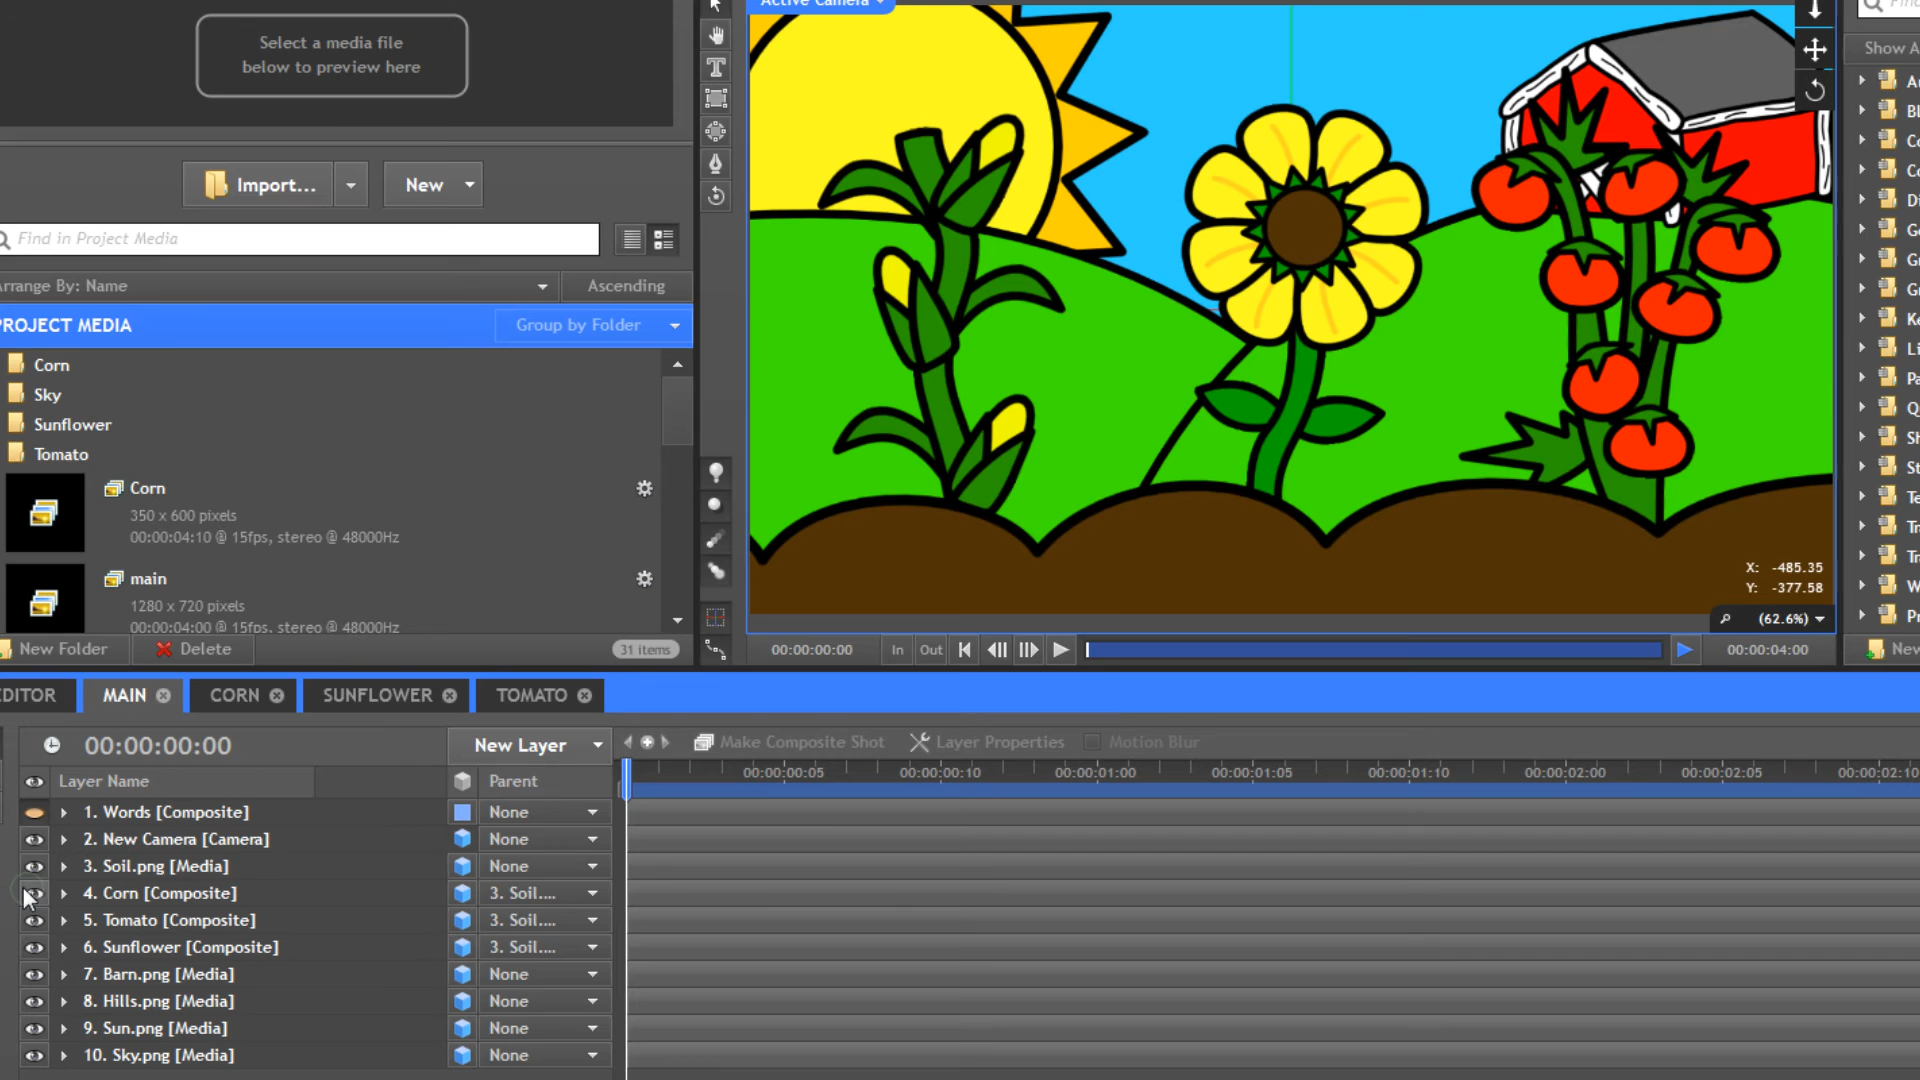 Select a media file
below to preview here
Import...
New
Find in Project Media
Arrange By: Name
Ascending
PROJECT MEDIA
Group by Folder
Corn
Sky
Sunflower
Tomato
Corn
350 x 600 pixels
00:00:04:10 @ 15fps, stereo @ 48000Hz
main
1280 x 720 pixels
00:00:04:00 @ 15fps, stereo @ 48000Hz
New Folder
Delete
31 items
Active Camera
X: -485.35
Y: -377.58
(62.6%)
00:00:00:00
In
Out
00:00:04:00
Find
Show A
New
EDITOR
MAIN
CORN
SUNFLOWER
TOMATO
00:00:00:00
New Layer
Make Composite Shot
Layer Properties
Motion Blur
Layer Name
Parent
00:00:00:05
00:00:00:10
00:00:01:00
00:00:01:05
00:00:01:10
00:00:02:00
00:00:02:05
00:00:02:10
1. Words [Composite]
None
2. New Camera [Camera]
None
3. Soil.png [Media]
None
4. Corn [Composite]
3. Soil....
5. Tomato [Composite]
3. Soil....
6. Sunflower [Composite]
3. Soil....
7. Barn.png [Media]
None
8. Hills.png [Media]
None
9. Sun.png [Media]
None
10. Sky.png [Media]
None